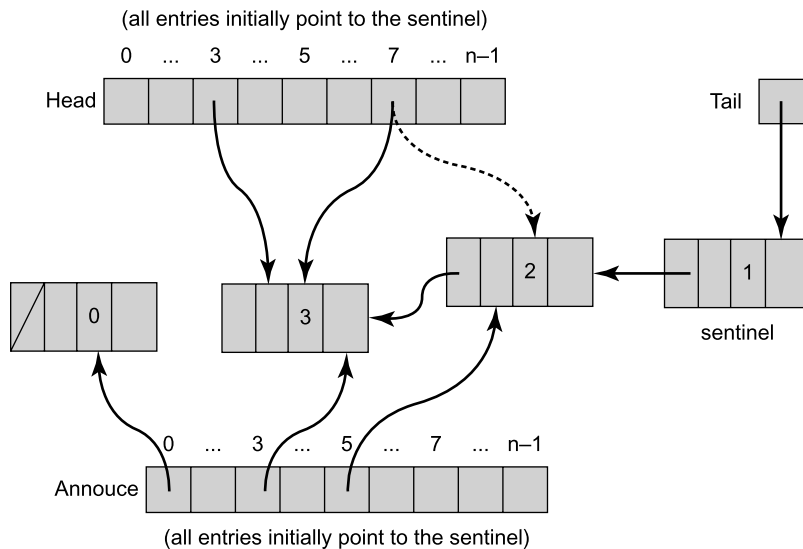 (all entries initially point to the sentinel)
0 ... 3 ... 5 ... 7 ... n–1
Head
Tail
2
1
0
3
sentinel
0 ... 3 ... 5 ... 7 ... n–1
Annouce
(all entries initially point to the sentinel)